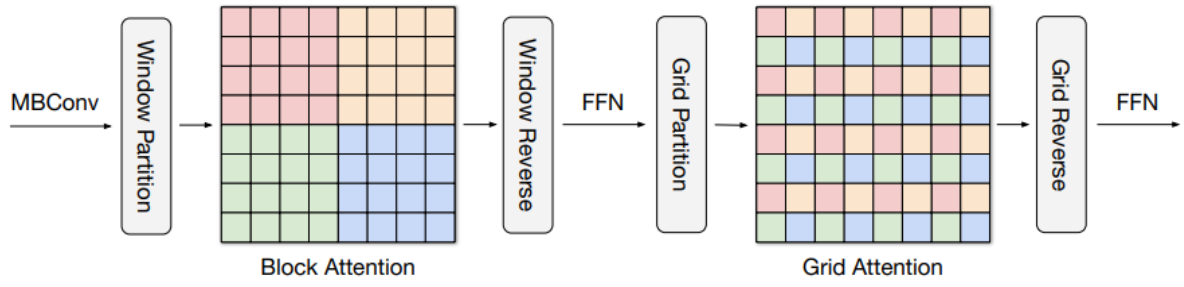 MBConv
Window Partition
Block Attention
Window Reverse
FFN
Grid Partition
Grid Attention
Grid Reverse
FFN